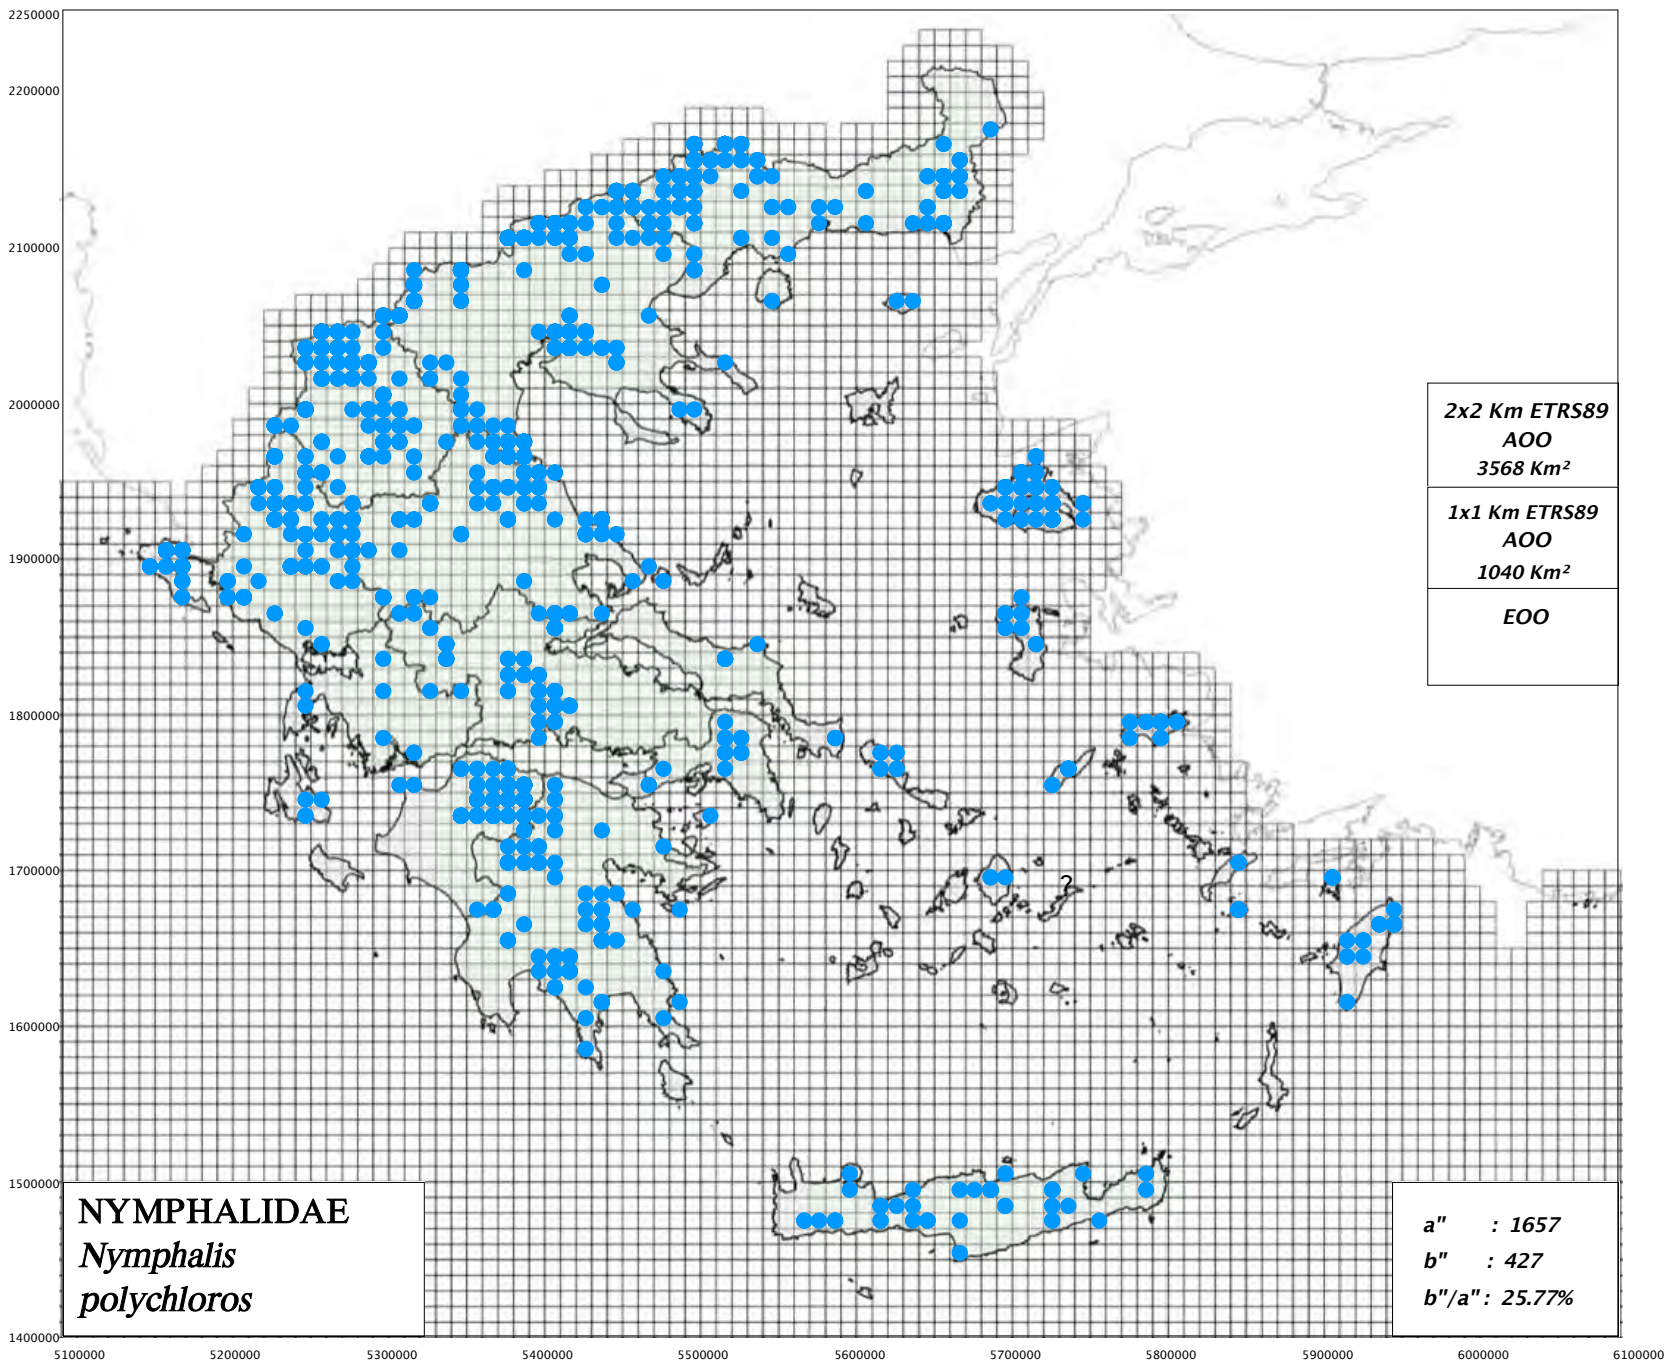 2250000
2200000
2100000
2000000
1900000
1800000
1700000
1600000
1500000
1400000
2x2 Km ETRS89
AOO
3568 Km²
1x1 Km ETRS89
AOO
1040 Km²
EOO
?
NYMPHALIDAE
Nymphalis
polychloros
a" : 1657
b" : 427
b"/a" : 25.77%
5100000 5200000 5300000 5400000 5500000 5600000 5700000 5800000 5900000 6000000 6100000